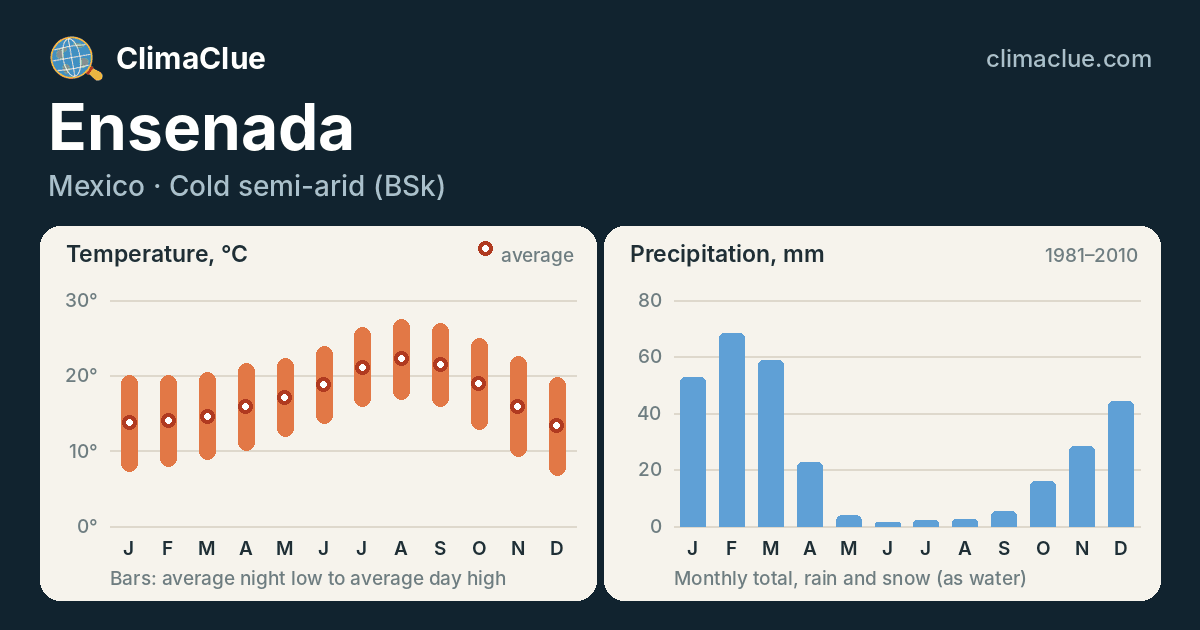 ClimaClue
climaclue.com
Ensenada
Mexico · Cold semi-arid (BSk)
Temperature, °C
average
30°
20°
10°
0°
J F M A M J J A S O N D
Bars: average night low to average day high
Precipitation, mm
1981–2010
80
60
40
20
0
J F M A M J J A S O N D
Monthly total, rain and snow (as water)